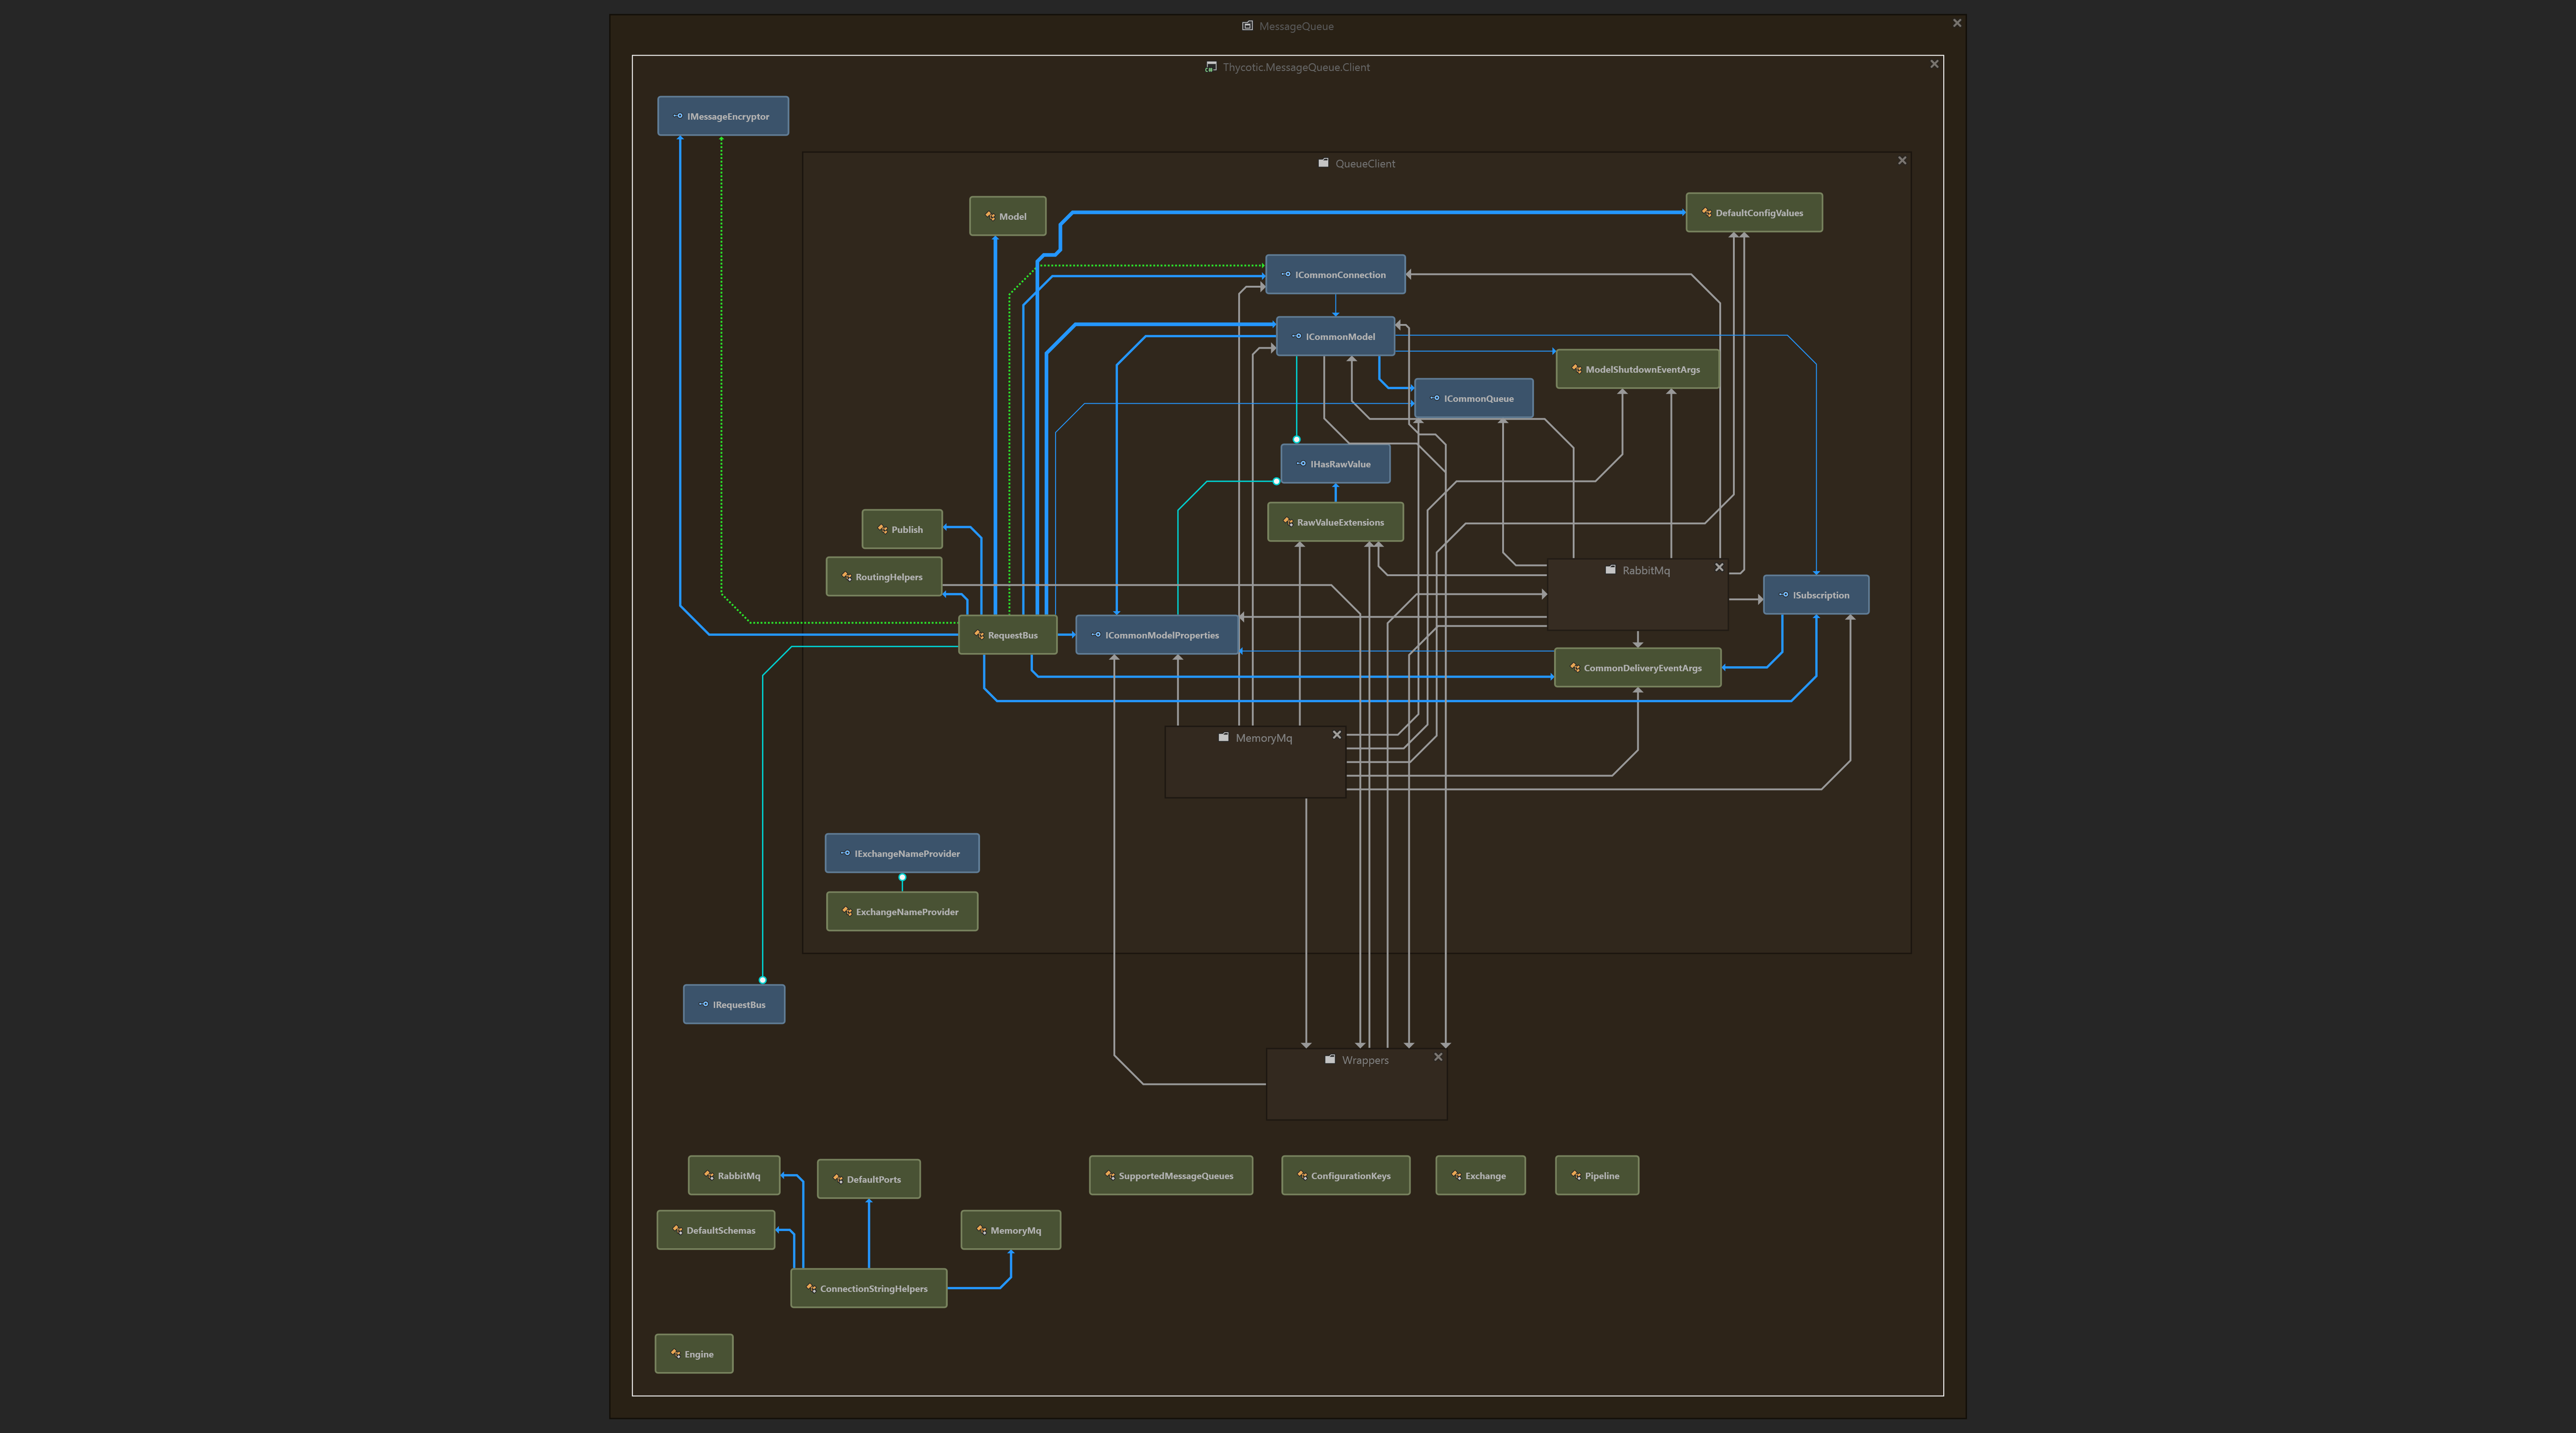 MessageQueue
Thycotic.MessageQueue.Client
IMessageEncryptor
QueueClient
Model
DefaultConfigValues
ICommonConnection
ICommonModel
ModelShutdownEventArgs
ICommonQueue
IHasRawValue
RawValueExtensions
Publish
RoutingHelpers
RabbitMq
ISubscription
RequestBus
ICommonModelProperties
CommonDeliveryEventArgs
MemoryMq
IExchangeNameProvider
ExchangeNameProvider
IRequestBus
Wrappers
RabbitMq
DefaultPorts
SupportedMessageQueues
ConfigurationKeys
Exchange
Pipeline
DefaultSchemas
MemoryMq
ConnectionStringHelpers
Engine